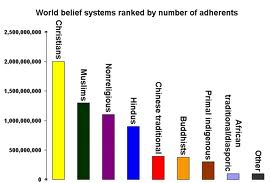 World belief systems ranked by number of adherents
2,500,000,000
2,000,000,000
1,500,000,000
1,000,000,000
500,000,000
0
Christians
Muslims
Nonreligious
Hindus
Chinese traditional
Buddhists
Primal indigenous
African
traditional/diasporic
Other